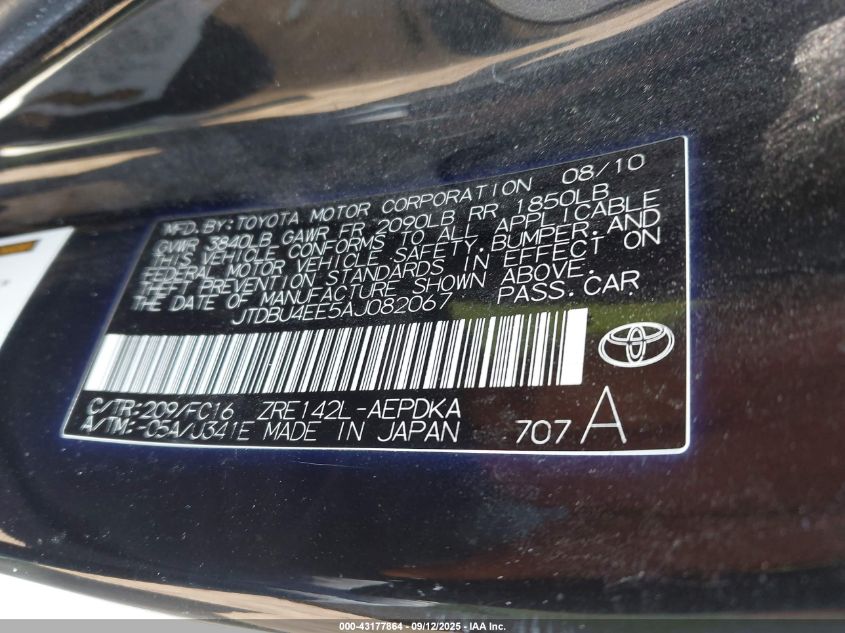 MFD. BY: TOYOTA MOTOR CORPORATION 08/10
GVWR 3840LB GAWR FR 2090LB RR 1850LB
THIS VEHICLE CONFORMS TO ALL APPLICABLE
FEDERAL MOTOR VEHICLE SAFETY, BUMPER, AND
THEFT PREVENTION STANDARDS IN EFFECT ON
THE DATE OF MANUFACTURE SHOWN ABOVE.
JTDBU4EE5AJ082067 PASS. CAR
C/TR: 209/FC16 ZRE142L-AEPDKA
A/TM: -05A/J341E MADE IN JAPAN 707 A
000-43177864 - 09/12/2025 - IAA Inc.